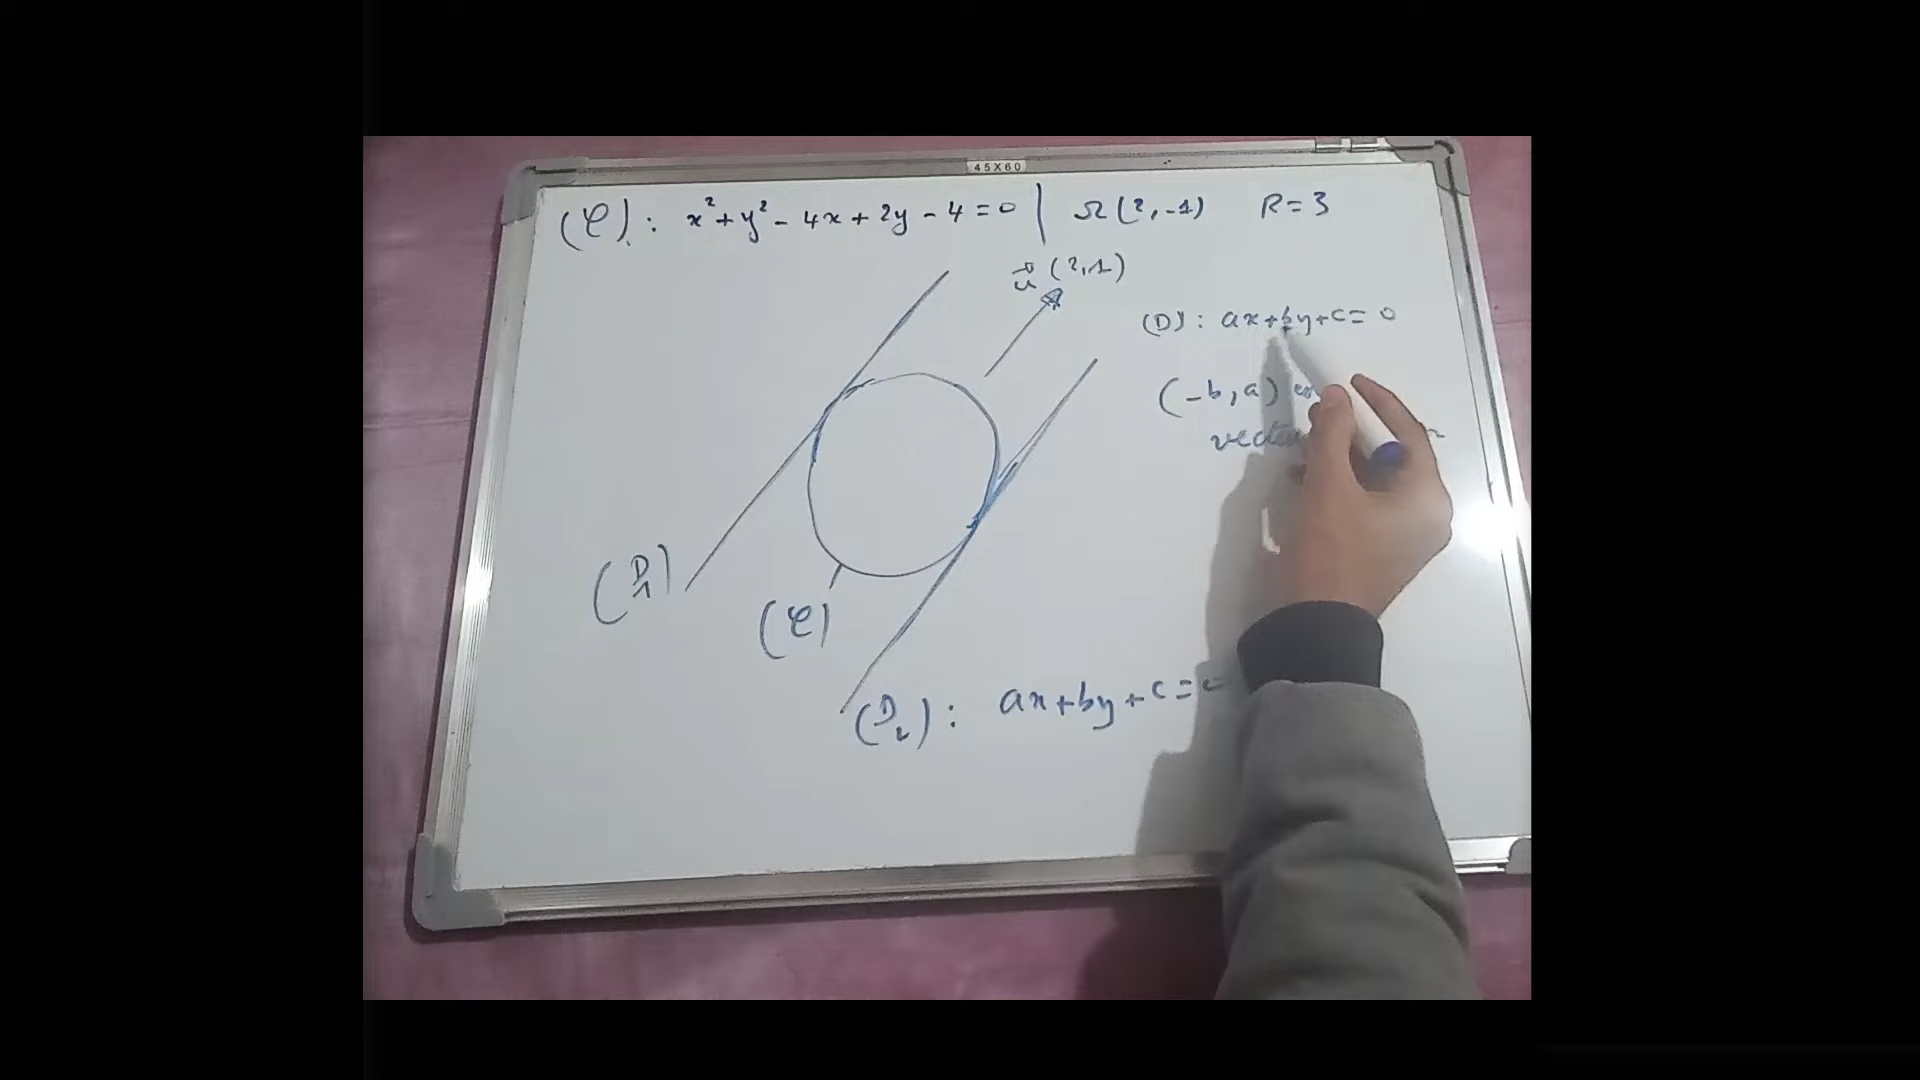 45X60
(C): x² + y² - 4x + 2y - 4 = 0 | Ω(2,-1) R = 3
u⃗ (2,1)
(D): ax+by+c=0
(-b, a)
(D₁)
(C)
(D₂): ax+by+c=